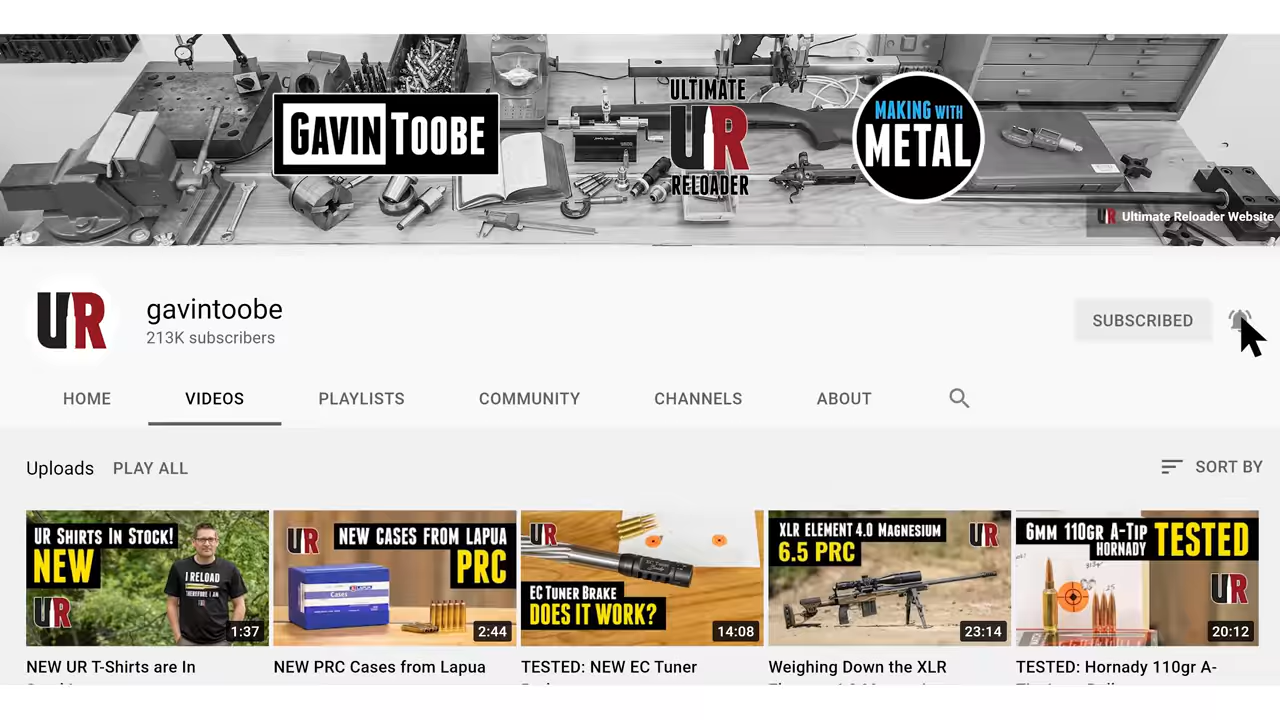 GAVIN TOOBE
ULTIMATE
UR
RELOADER
MAKING WITH
METAL
UR Ultimate Reloader Website
UR
gavintoobe
213K subscribers
SUBSCRIBED
HOME
VIDEOS
PLAYLISTS
COMMUNITY
CHANNELS
ABOUT
Uploads
PLAY ALL
SORT BY
UR SHIRTS IN STOCK!
NEW
UR
I RELOAD
THEREFORE I AM
1:37
NEW UR T-Shirts are In
UR
NEW CASES FROM LAPUA
PRC
Cases
2:44
NEW PRC Cases from Lapua
UR
EC TUNER BRAKE
DOES IT WORK?
14:08
TESTED: NEW EC Tuner
XLR ELEMENT 4.0 MAGNESIUM
6.5 PRC
UR
23:14
Weighing Down the XLR
6MM 110GR A-TIP
HORNADY
TESTED
UR
20:12
TESTED: Hornady 110gr A-